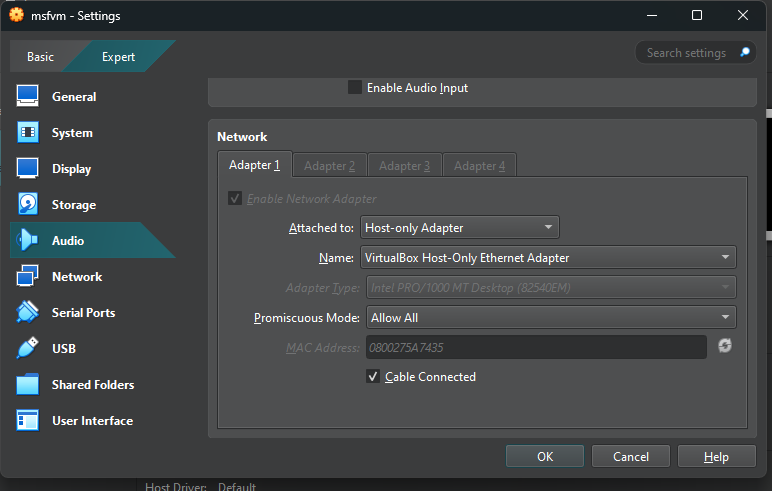 msfvm - Settings
Basic Expert Search settings
General
System
Display
Storage
Audio
Network
Serial Ports
USB
Shared Folders
User Interface
Enable Audio Input
Network
Adapter 1 Adapter 2 Adapter 3 Adapter 4
Enable Network Adapter
Attached to: Host-only Adapter
Name: VirtualBox Host-Only Ethernet Adapter
Adapter Type: Intel PRO/1000 MT Desktop (82540EM)
Promiscuous Mode: Allow All
MAC Address: 0800275A7435
Cable Connected
OK Cancel Help
Host Driver: Default